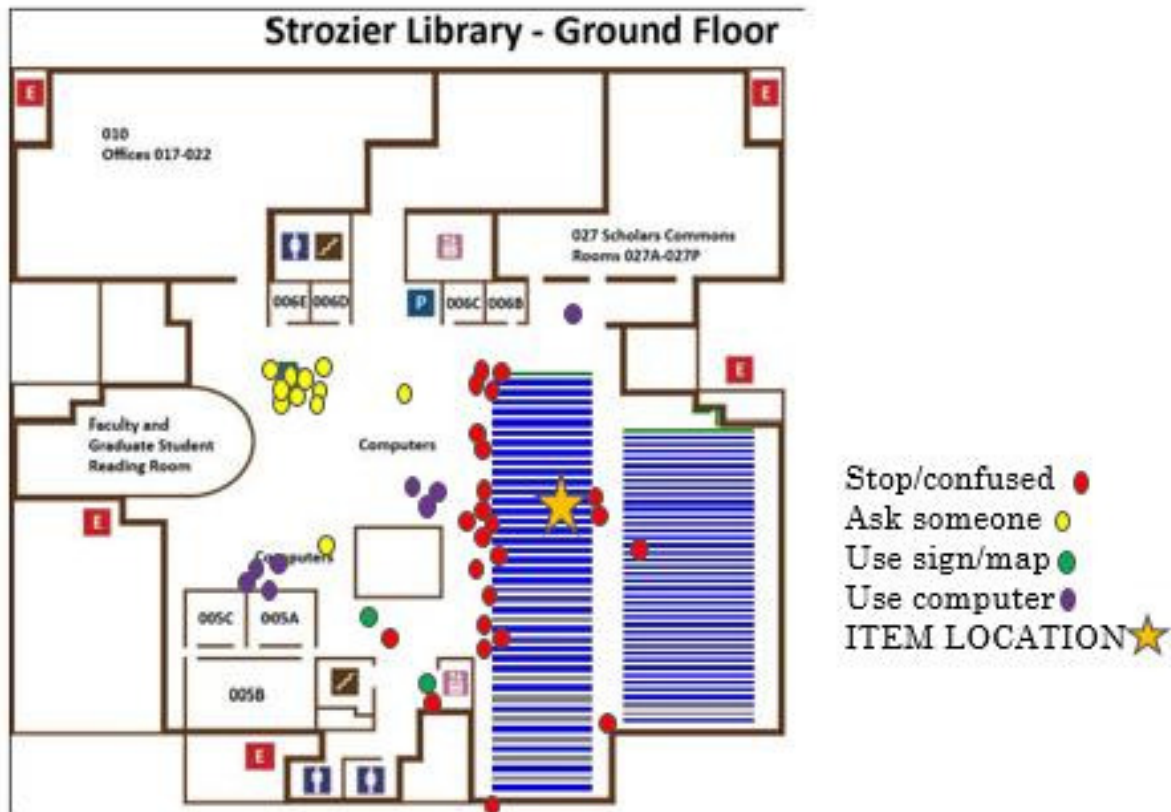 Strozier Library - Ground Floor
E
E
010
Offices 017-022
027 Scholars Commons
Rooms 027A-027P
006E
006D
P
006C
006B
E
Faculty and
Graduate Student
Reading Room
Computers
E
Computers
005C
005A
005B
E
Stop/confused
Ask someone
Use sign/map
Use computer
ITEM LOCATION